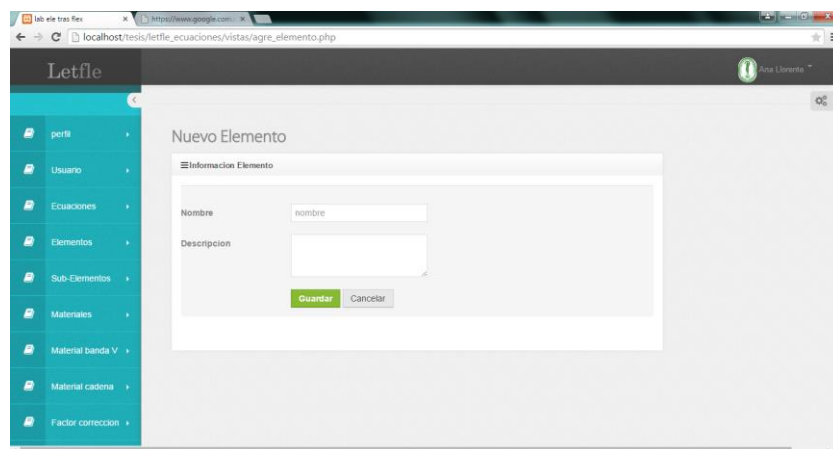 lab ele tras flex
https://www.google.com
localhost/tesis/letfle_ecuaciones/vistas/agre_elemento.php
Letfle
Ana Llorente
perfil
Usuario
Ecuaciones
Elementos
Sub-Elementos
Materiales
Material banda V
Material cadena
Factor correccion
Nuevo Elemento
Informacion Elemento
Nombre
nombre
Descripcion
Guardar
Cancelar